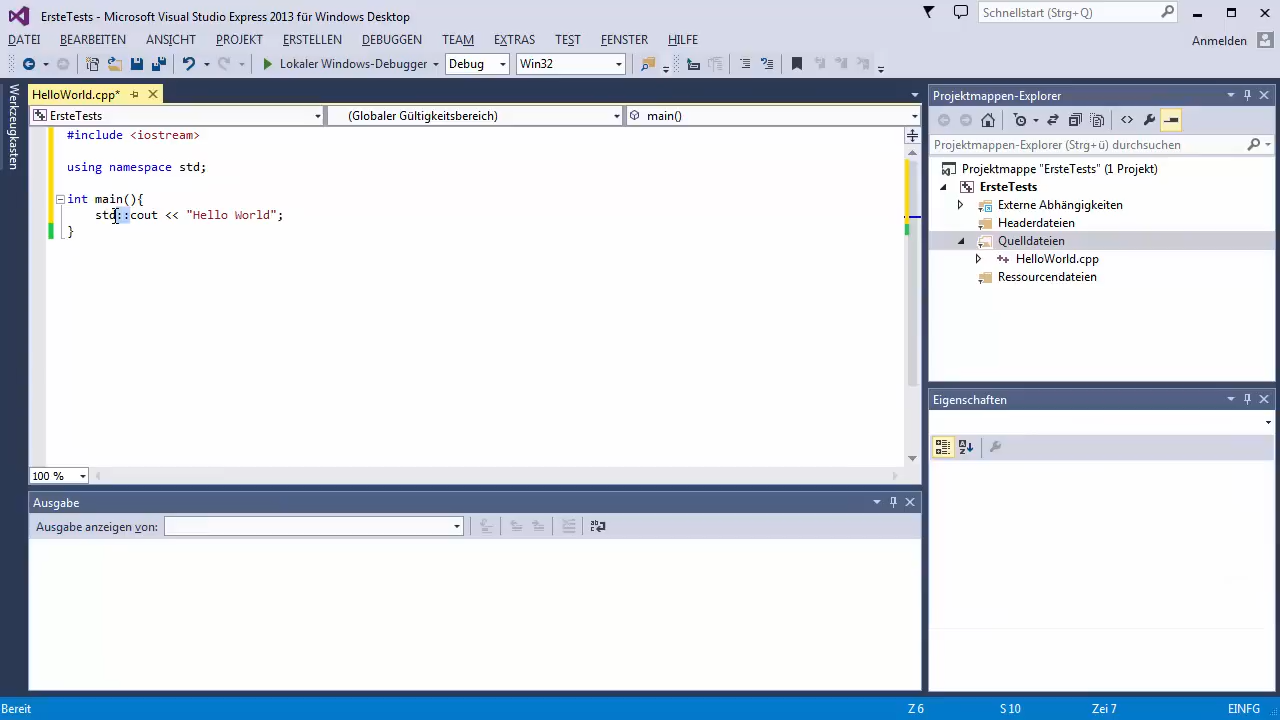 ErsteTests - Microsoft Visual Studio Express 2013 für Windows Desktop
Schnellstart (Strg+Q)
DATEI BEARBEITEN ANSICHT PROJEKT ERSTELLEN DEBUGGEN TEAM EXTRAS TEST FENSTER HILFE
Anmelden
Lokaler Windows-Debugger Debug Win32
Werkzeugkasten
HelloWorld.cpp*
ErsteTests (Globaler Gültigkeitsbereich) main()
#include <iostream>
using namespace std;
int main(){
std::cout << "Hello World";
}
100 %
Ausgabe
Ausgabe anzeigen von:
Projektmappen-Explorer
Projektmappen-Explorer (Strg+ü) durchsuchen
Projektmappe "ErsteTests" (1 Projekt)
ErsteTests
Externe Abhängigkeiten
Headerdateien
Quelldateien
HelloWorld.cpp
Ressourcendateien
Eigenschaften
Bereit Z 6 S 10 Zei 7 EINFG